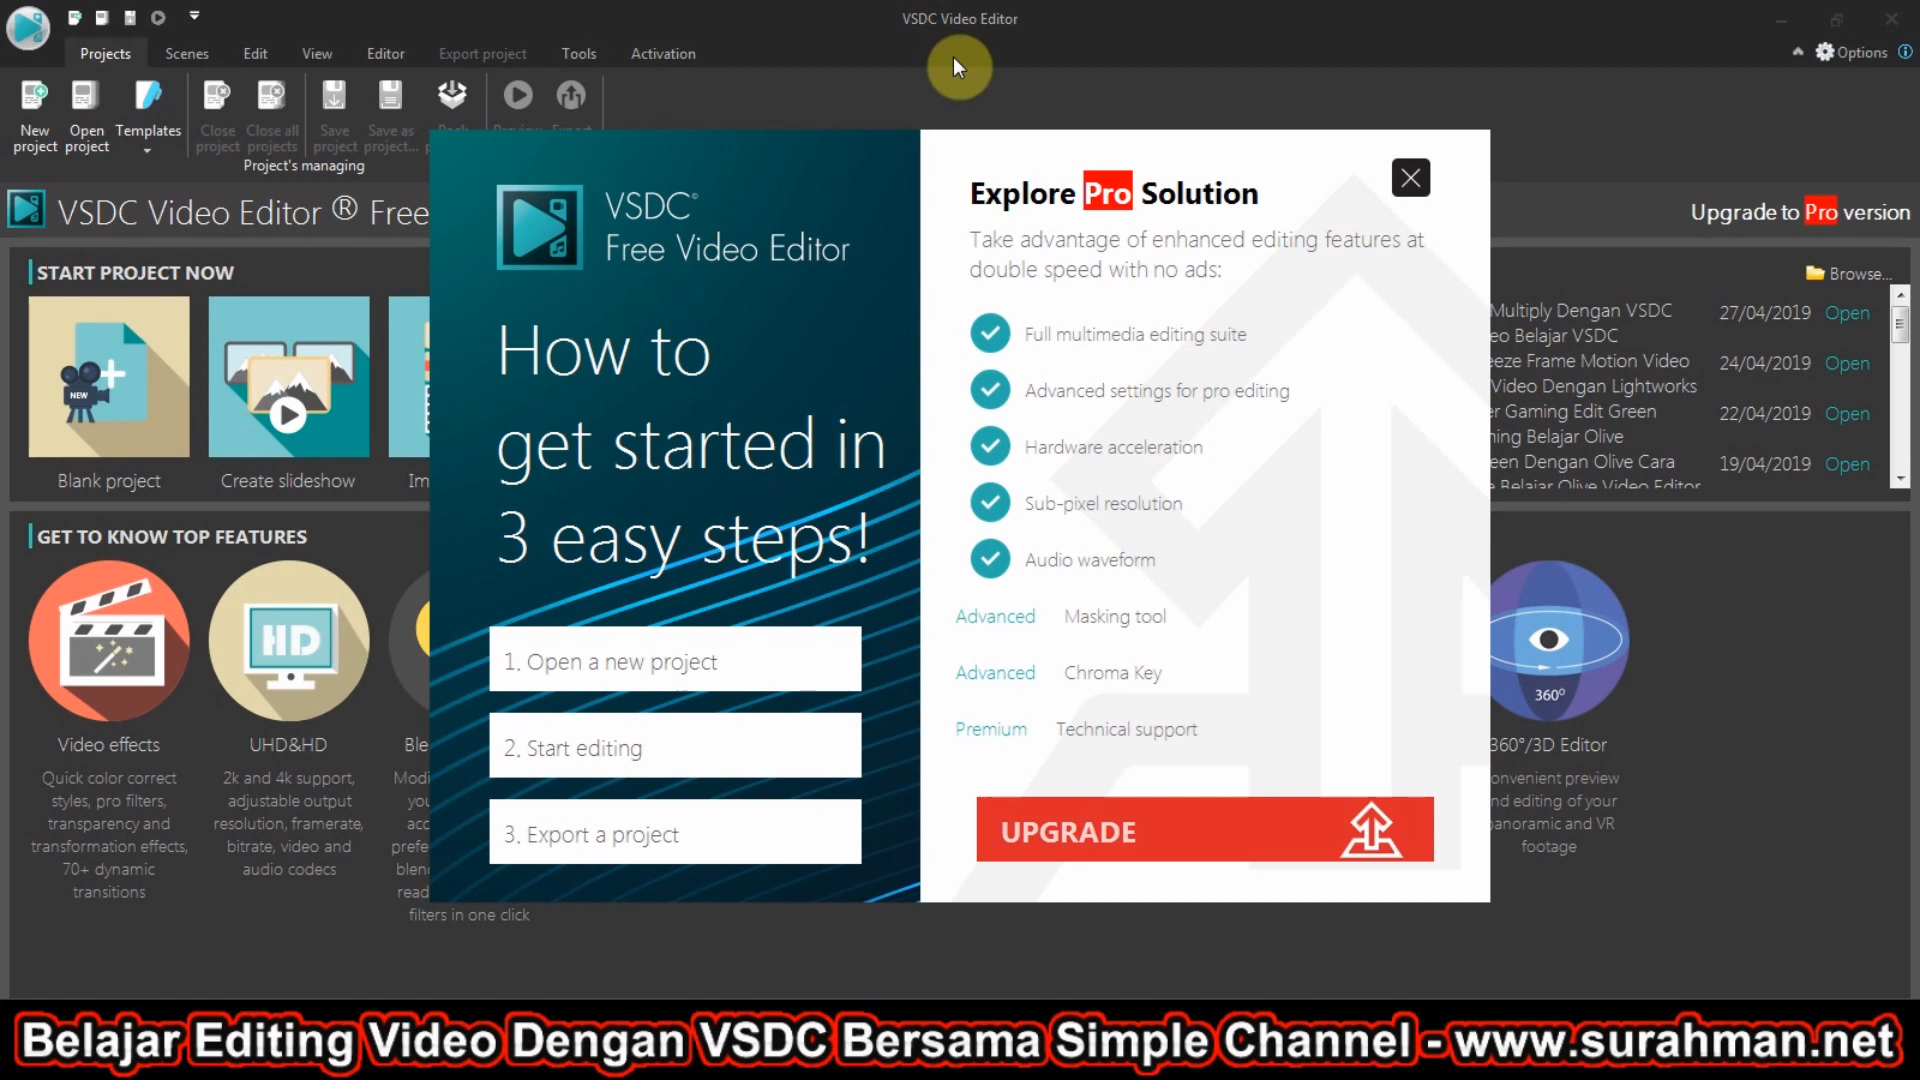 VSDC Video Editor
Projects
Scenes
Edit
View
Editor
Export project
Tools
Activation
Options
New
project
Open
project
Templates
Close
project
Close all
projects
Save
project
Save as
project...
Project's managing
VSDC Video Editor ® Free
Upgrade to Pro version
START PROJECT NOW
Browse...
NEW
Blank project
Create slideshow
Multiply Dengan VSDC
27/04/2019 Open
Belajar VSDC
Frame Motion Video
24/04/2019 Open
Video Dengan Lightworks
Gaming Edit Green
22/04/2019 Open
Belajar Olive
Dengan Olive Cara
19/04/2019 Open
Belajar Olive Video Editor
GET TO KNOW TOP FEATURES
HD
360°
Video effects
Quick color correct
styles, pro filters,
transparency and
transformation effects,
70+ dynamic
transitions
UHD&HD
2k and 4k support,
adjustable output
resolution, framerate,
bitrate, video and
audio codecs
filters in one click
360°/3D Editor
preview
editing of your
and VR
footage
VSDC®
Free Video Editor
How to
get started in
3 easy steps!
1. Open a new project
2. Start editing
3. Export a project
Explore Pro Solution
Take advantage of enhanced editing features at
double speed with no ads:
Full multimedia editing suite
Advanced settings for pro editing
Hardware acceleration
Sub-pixel resolution
Audio waveform
Advanced Masking tool
Advanced Chroma Key
Premium Technical support
UPGRADE
Belajar Editing Video Dengan VSDC Bersama Simple Channel - www.surahman.net